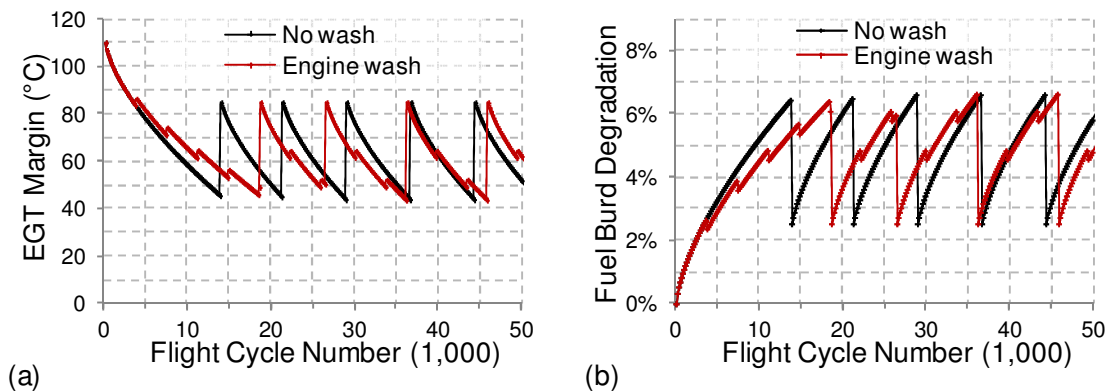 120
100
80
60
40
20
0
EGT Margin (°C)
No wash
Engine wash
0 10 20 30 40 50
Flight Cycle Number (1,000)
(a)
8%
6%
4%
2%
0%
Fuel Burd Degradation
No wash
Engine wash
0 10 20 30 40 50
Flight Cycle Number (1,000)
(b)